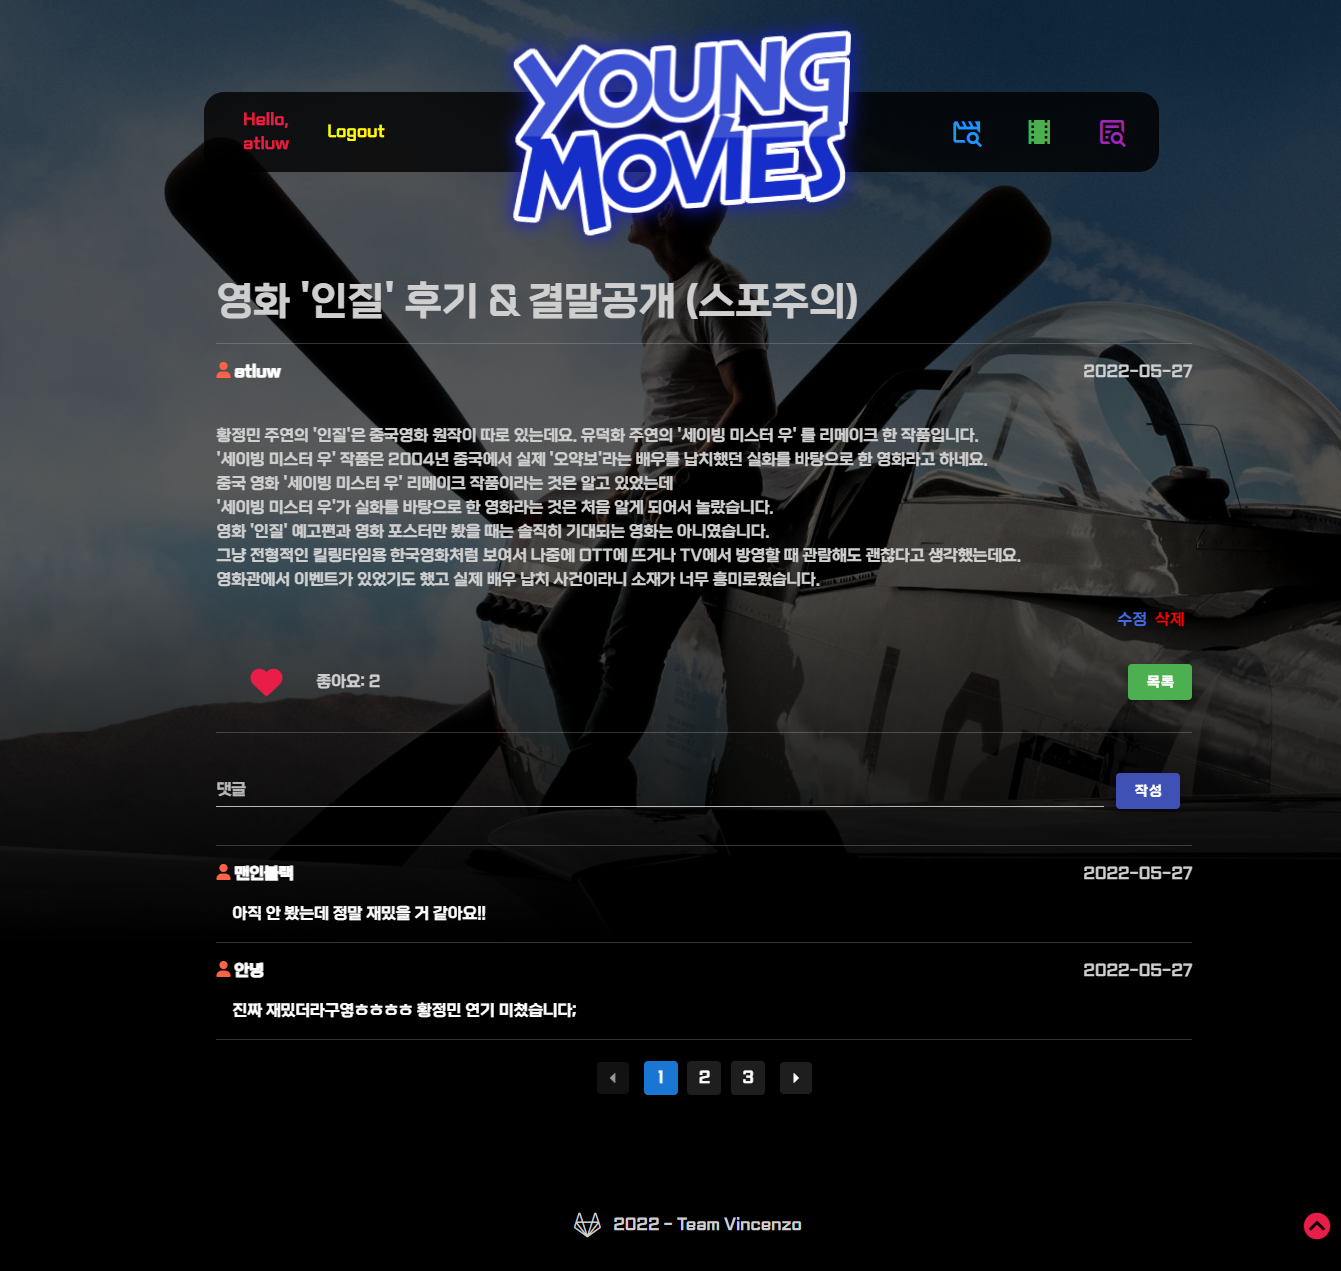 YOUNG
MOVIES
Hello,
atluw
Logout
영화 '인질' 후기 & 결말공개 (스포주의)
atluw
2022-05-27
황정민 주연의 '인질'은 중국영화 원작이 따로 있는데요. 유덕화 주연의 '세이빙 미스터 우' 를 리메이크 한 작품입니다.
'세이빙 미스터 우' 작품은 2004년 중국에서 실제 '오약보'라는 배우를 납치했던 실화를 바탕으로 한 영화라고 하네요.
중국 영화 '세이빙 미스터 우' 리메이크 작품이라는 것은 알고 있었는데
'세이빙 미스터 우'가 실화를 바탕으로 한 영화라는 것은 처음 알게 되어서 놀랐습니다.
영화 '인질' 예고편과 영화 포스터만 봤을 때는 솔직히 기대되는 영화는 아니였습니다.
그냥 전형적인 킬링타임용 한국영화처럼 보여서 나중에 OTT에 뜨거나 TV에서 방영할 때 관람해도 괜찮다고 생각했는데요.
영화관에서 이벤트가 있었기도 했고 실제 배우 납치 사건이라니 소재가 너무 흥미로웠습니다.
수정 삭제
좋아요: 2
목록
댓글
작성
맨인블랙
2022-05-27
아직 안 봤는데 정말 재밌을 거 같아요!!
안녕
2022-05-27
진짜 재밌더라구영ㅎㅎㅎㅎ 황정민 연기 미쳤습니다;
1 2 3
2022 - Team Vincenzo